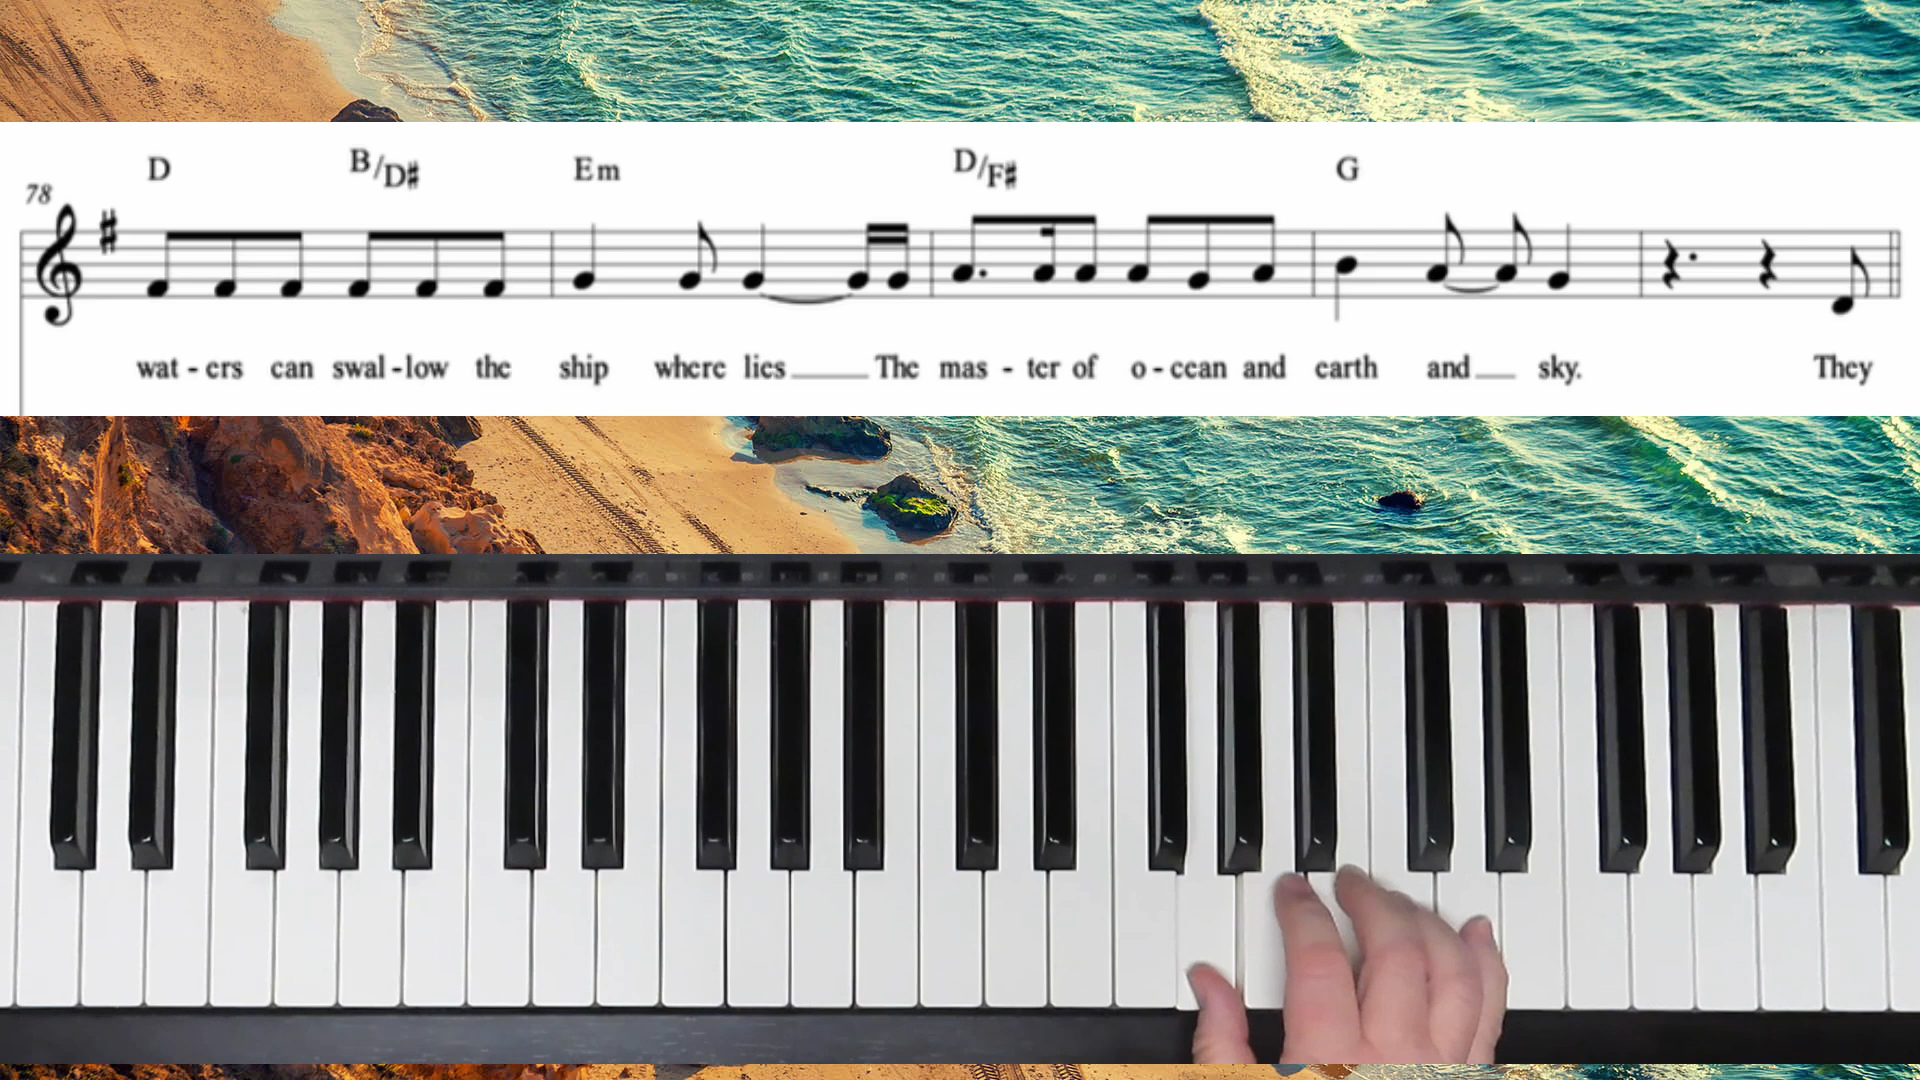 D B/D♯ Em D/F♯ G
78
wat - ers can swal - low the ship where lies The mas - ter of o - cean and earth and sky. They